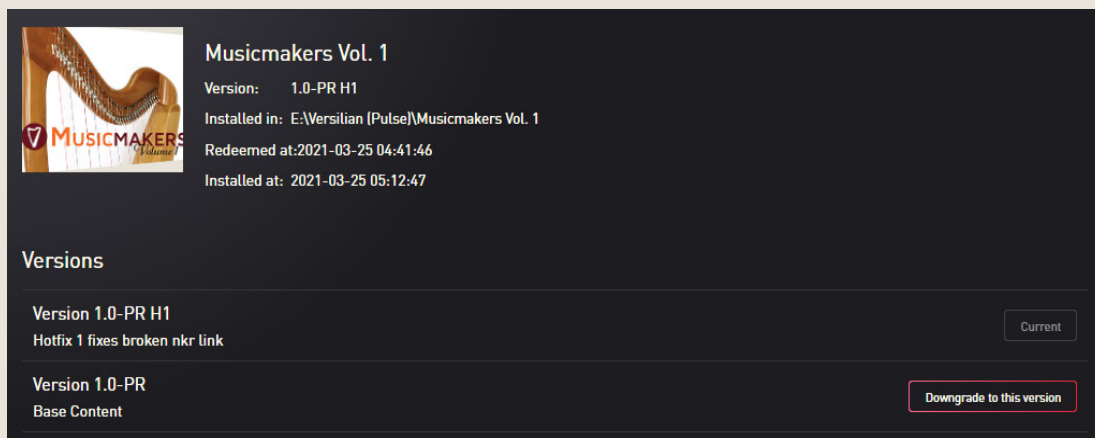 MUSICMAKERS
Volume 1
Musicmakers Vol. 1
Version: 1.0-PR H1
Installed in: E:\Versilian (Pulse)\Musicmakers Vol. 1
Redeemed at:2021-03-25 04:41:46
Installed at: 2021-03-25 05:12:47
Versions
Version 1.0-PR H1
Hotfix 1 fixes broken nkr link
Current
Version 1.0-PR
Base Content
Downgrade to this version